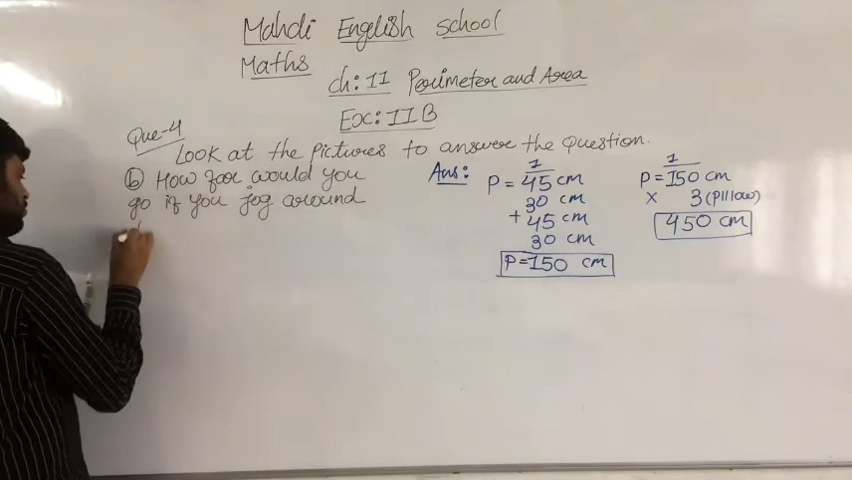 Mahdi English school
Maths
ch: 11 Perimeter and Area
Exc: 11B
Que-4
Look at the pictures to answer the question.
b How far would you
go if you jog around
Ans:
1
P = 45 cm
30 cm
+ 45 cm
30 cm
P = 150 cm
1
P = 150 cm
x 3 (Pillow)
450 cm